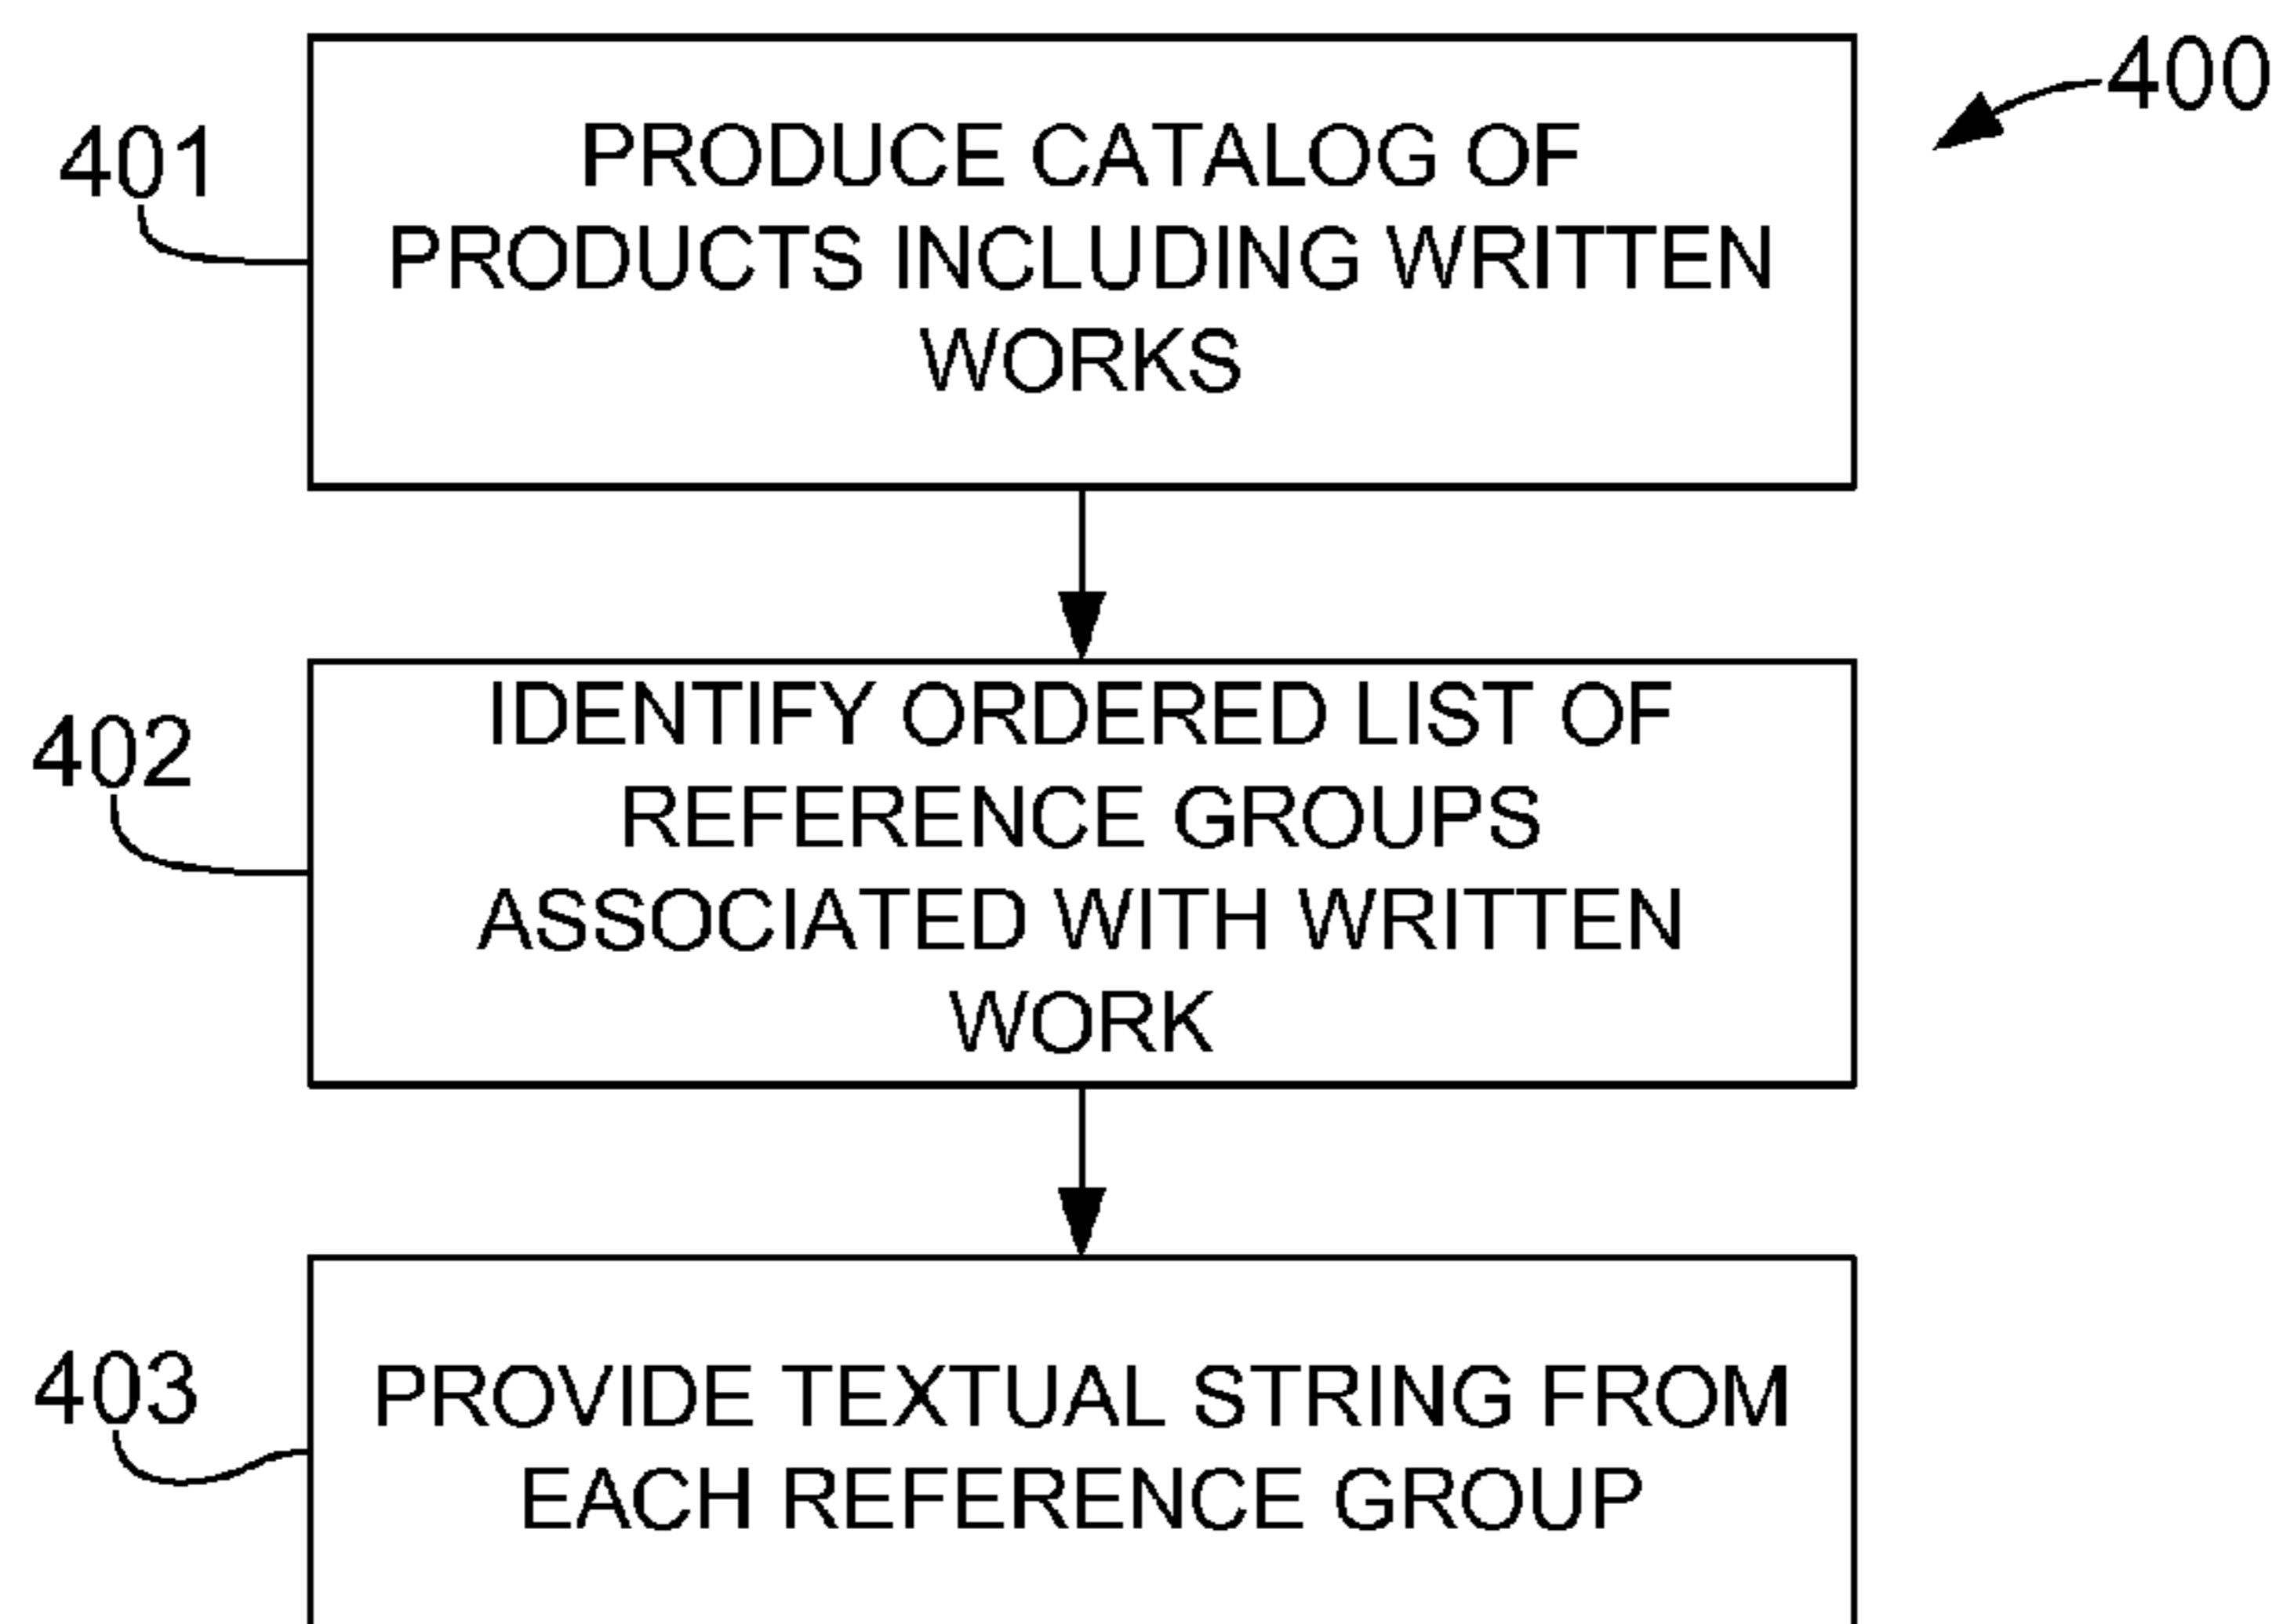 400
401
PRODUCE CATALOG OF
PRODUCTS INCLUDING WRITTEN
WORKS
402
IDENTIFY ORDERED LIST OF
REFERENCE GROUPS
ASSOCIATED WITH WRITTEN
WORK
403
PROVIDE TEXTUAL STRING FROM
EACH REFERENCE GROUP